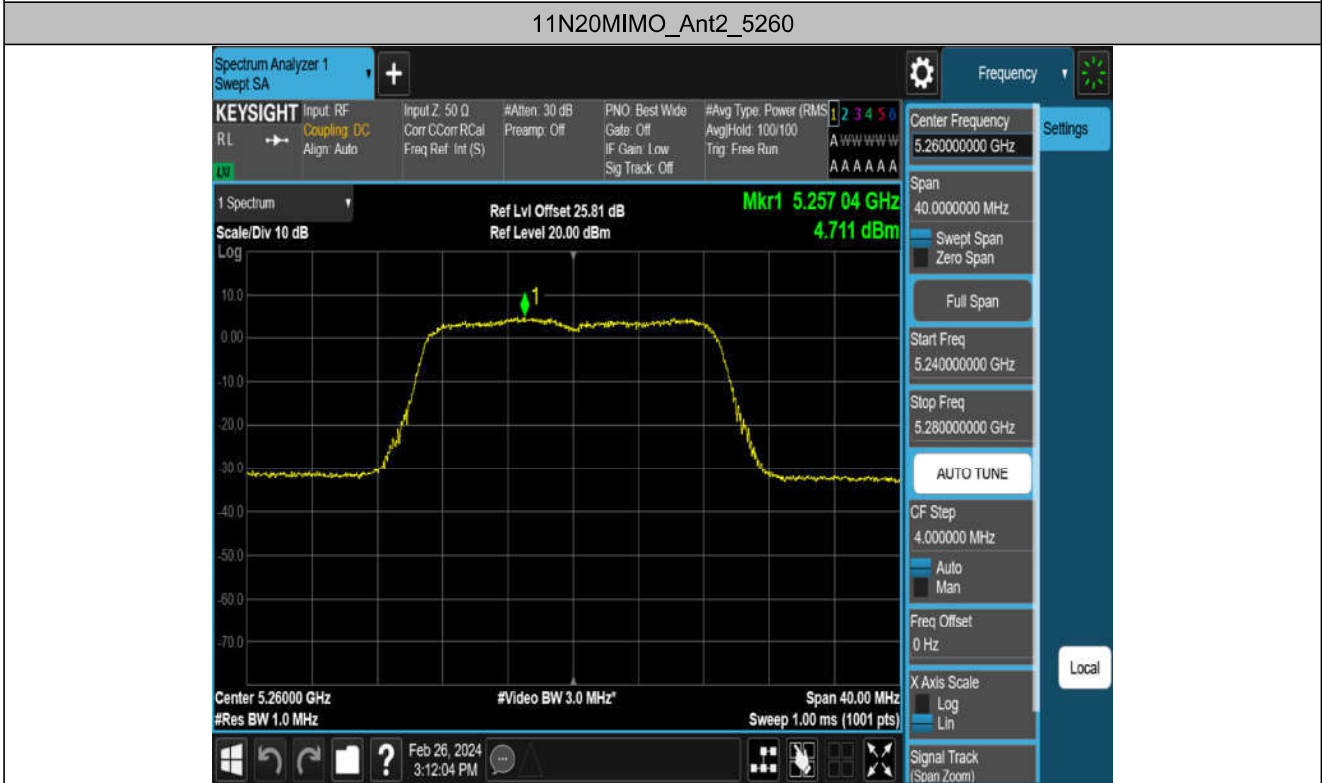 11N20MIMO_Ant2_5260
Spectrum Analyzer 1
Swept SA
+
Frequency
KEYSIGHT
RL
LXI
Input: RF
Coupling: DC
Align: Auto
Input Z: 50 Ω
Corr CCorr RCal
Freq Ref: Int (S)
#Atten: 30 dB
Preamp: Off
PNO: Best Wide
Gate: Off
IF Gain: Low
Sig Track: Off
#Avg Type: Power (RMS
Avg|Hold: 100/100
Trig: Free Run
1 2 3 4 5 6
A W W W W W
A A A A A A
1 Spectrum
Scale/Div 10 dB
Log
Ref Lvl Offset 25.81 dB
Ref Level 20.00 dBm
Mkr1 5.257 04 GHz
4.711 dBm
1
10.0
0.00
-10.0
-20.0
-30.0
-40.0
-50.0
-60.0
-70.0
Center 5.26000 GHz
#Res BW 1.0 MHz
#Video BW 3.0 MHz*
Span 40.00 MHz
Sweep 1.00 ms (1001 pts)
?
Feb 26, 2024
3:12:04 PM
Center Frequency
5.260000000 GHz
Settings
Span
40.0000000 MHz
Swept Span
Zero Span
Full Span
Start Freq
5.240000000 GHz
Stop Freq
5.280000000 GHz
AUTO TUNE
CF Step
4.000000 MHz
Auto
Man
Freq Offset
0 Hz
X Axis Scale
Log
Lin
Local
Signal Track
(Span Zoom)